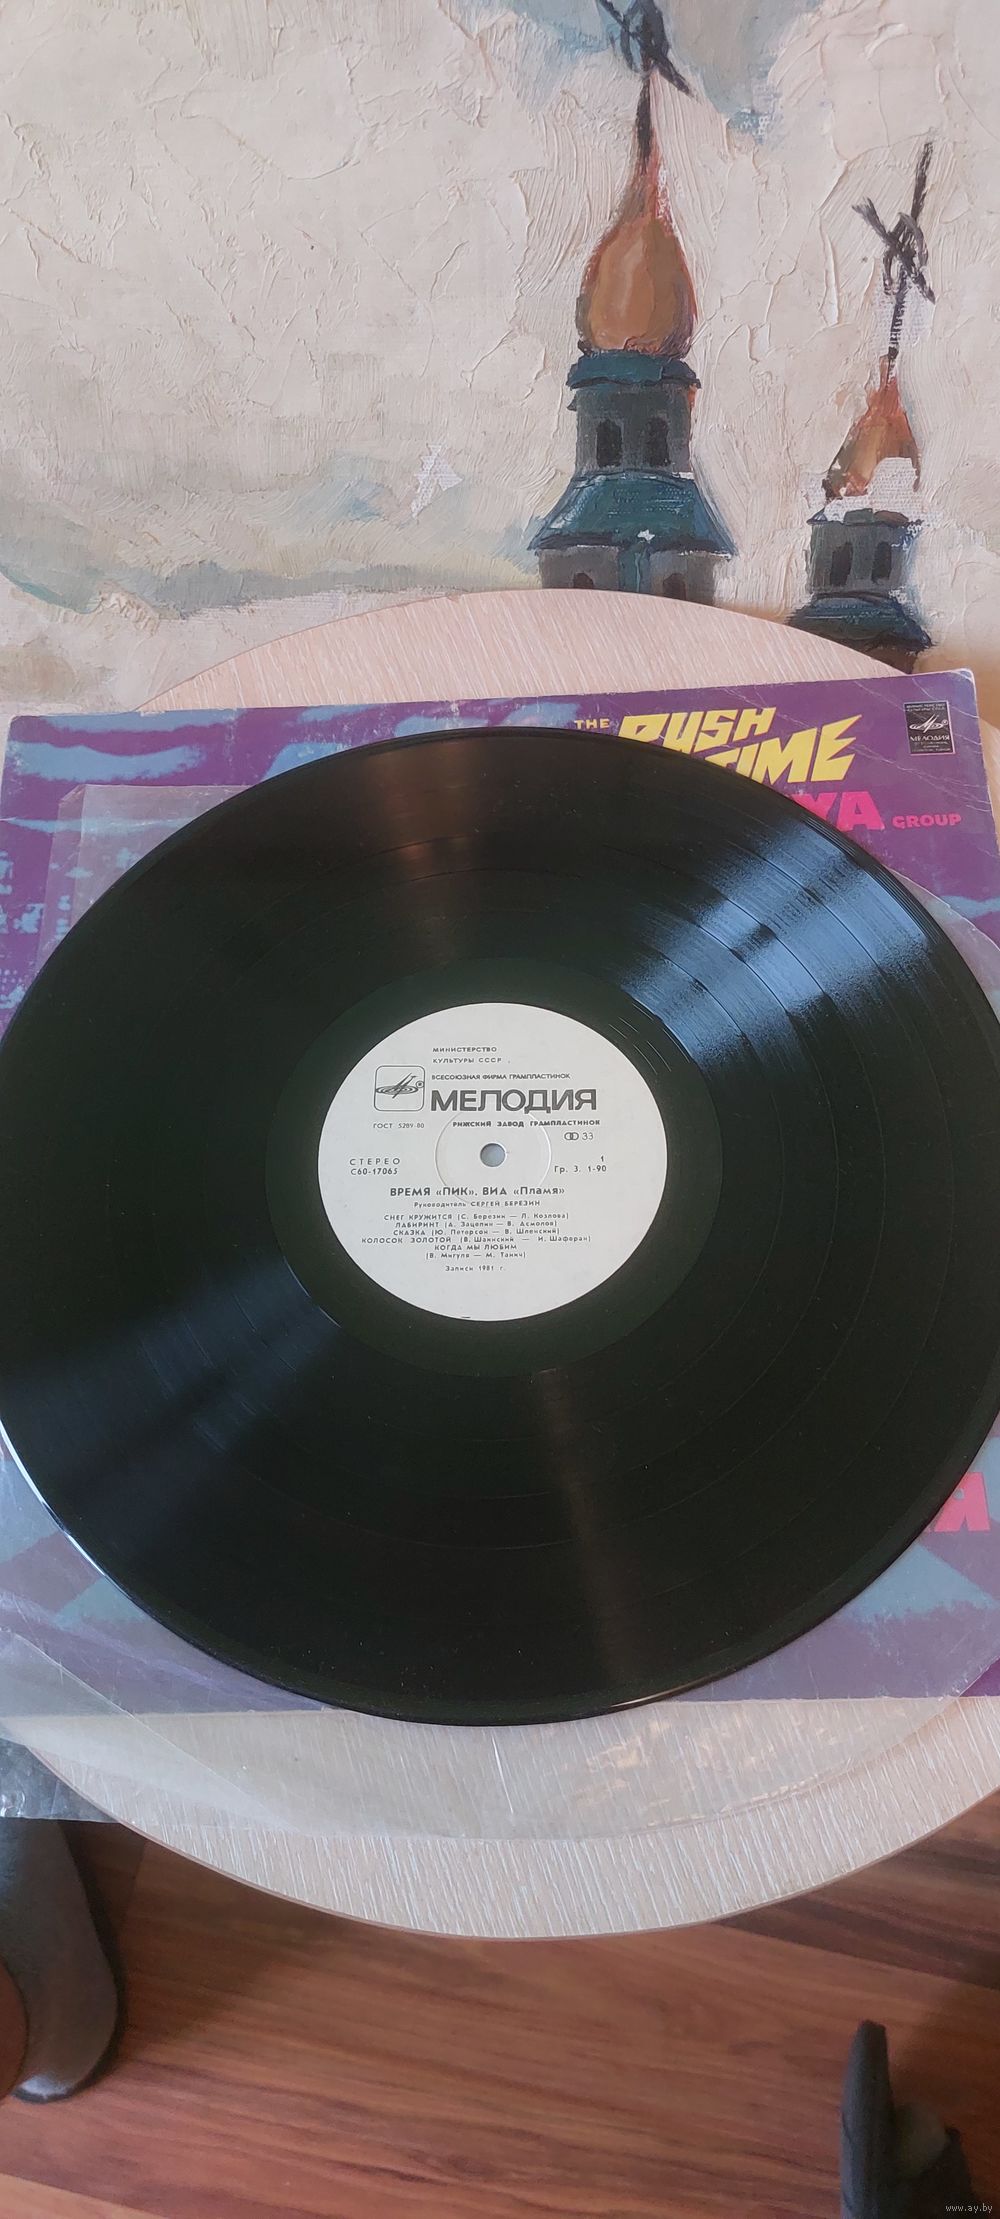 THE RUSH
TIME
YA GROUP
МЕЛОДИЯ
МИНИСТЕРСТВО
КУЛЬТУРЫ СССР
ВСЕСОЮЗНАЯ ФИРМА ГРАМПЛАСТИНОК
МЕЛОДИЯ
ГОСТ 5289-80 РИЖСКИЙ ЗАВОД ГРАМПЛАСТИНОК
33
СТЕРЕО 1
С60-17065 Гр. 3. 1-90
ВРЕМЯ «ПИК». ВИА «Пламя»
Руководитель СЕРГЕЙ БЕРЕЗИН
СНЕГ КРУЖИТСЯ (С. Березин — Л. Козлова)
ЛАБИРИНТ (А. Зацепин — В. Асмолов)
СКАЗКА (Ю. Петерсон — В. Шленский)
КОЛОСОК ЗОЛОТОЙ (В. Шаинский — И. Шаферан)
КОГДА МЫ ЛЮБИМ
(В. Мигуля — М. Танич)
Записи 1981 г.
Я
www.ay.by